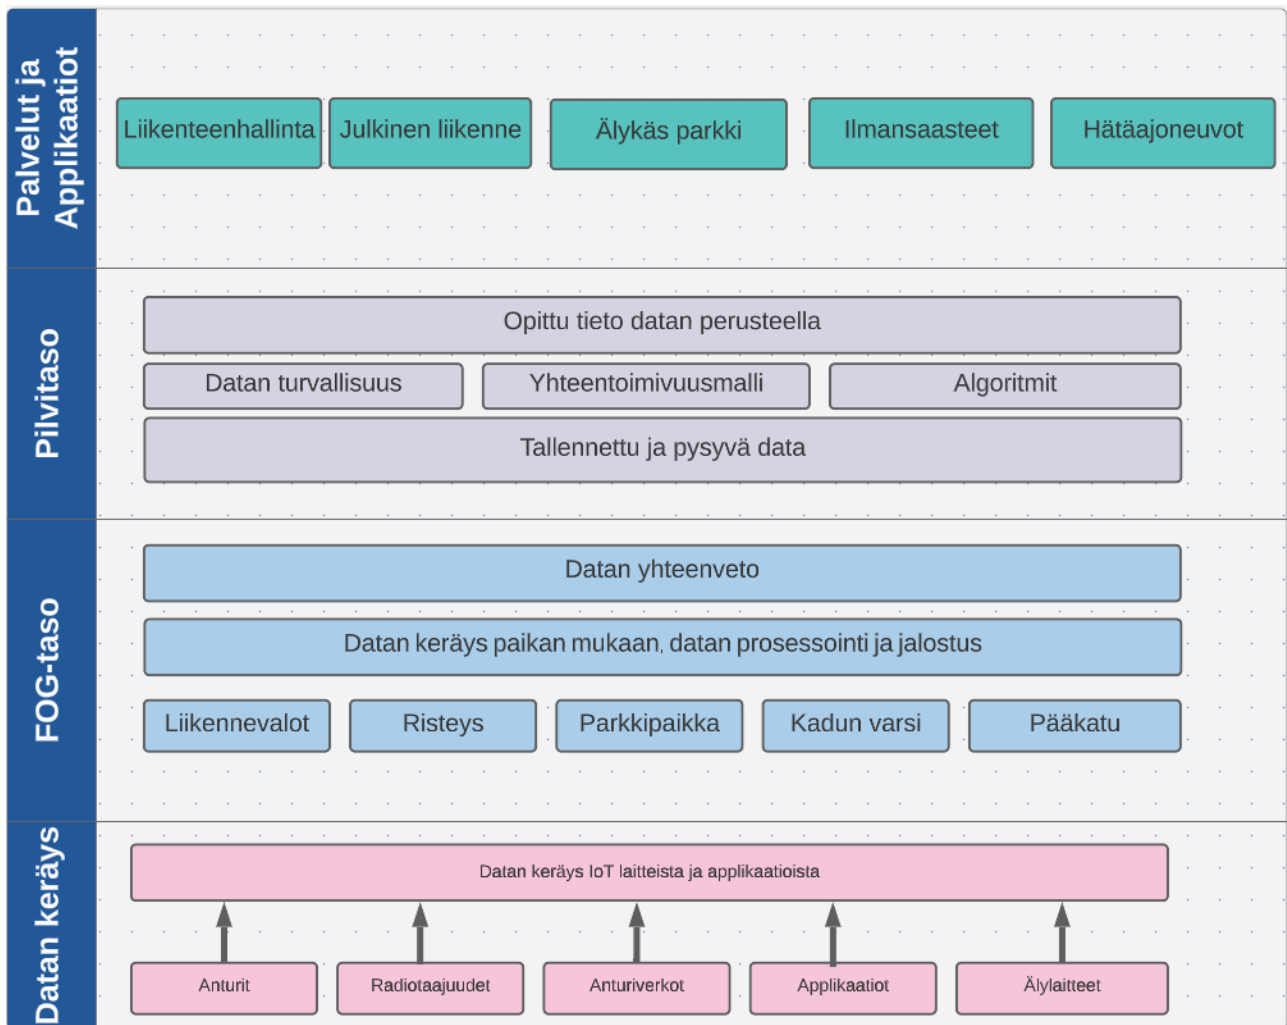 Palvelut ja
Applikaatiot
Liikenteenhallinta
Julkinen liikenne
Älykäs parkki
Ilmansaasteet
Hätäajoneuvot
Pilvitaso
Opittu tieto datan perusteella
Datan turvallisuus
Yhteentoimivuusmalli
Algoritmit
Tallennettu ja pysyvä data
FOG-taso
Datan yhteenveto
Datan keräys paikan mukaan, datan prosessointi ja jalostus
Liikennevalot
Risteys
Parkkipaikka
Kadun varsi
Pääkatu
Datan keräys
Datan keräys IoT laitteista ja applikaatioista
Anturit
Radiotaajuudet
Anturiverkot
Applikaatiot
Älylaitteet